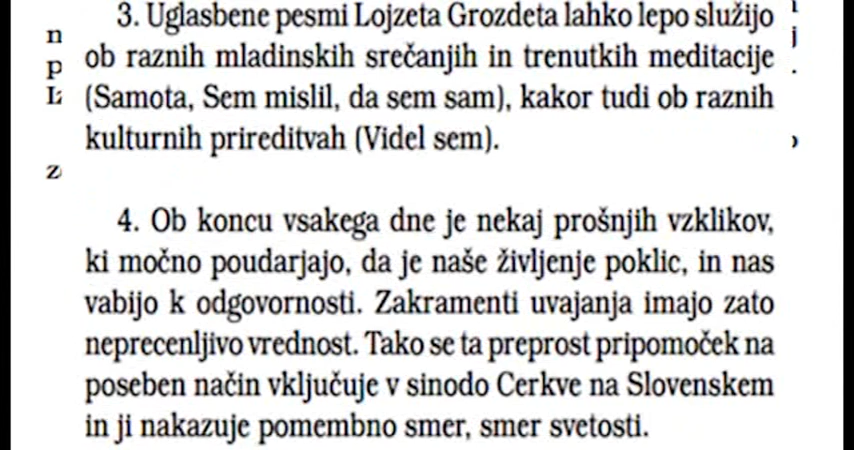 3. Uglasbene pesmi Lojzeta Grozdeta lahko lepo služijo
ob raznih mladinskih srečanjih in trenutkih meditacije
(Samota, Sem mislil, da sem sam), kakor tudi ob raznih
kulturnih prireditvah (Videl sem).
4. Ob koncu vsakega dne je nekaj prošnjih vzklikov,
ki močno poudarjajo, da je naše življenje poklic, in nas
vabijo k odgovornosti. Zakramenti uvajanja imajo zato
neprecenljivo vrednost. Tako se ta preprost pripomoček na
poseben način vključuje v sinodo Cerkve na Slovenskem
in ji nakazuje pomembno smer, smer svetosti.